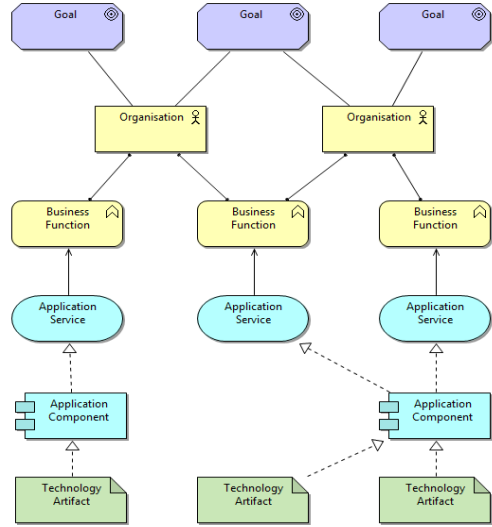 Goal
Goal
Goal
Organisation
Organisation
Business
Function
Business
Function
Business
Function
Application
Service
Application
Service
Application
Service
Application
Component
Application
Component
Technology
Artifact
Technology
Artifact
Technology
Artifact